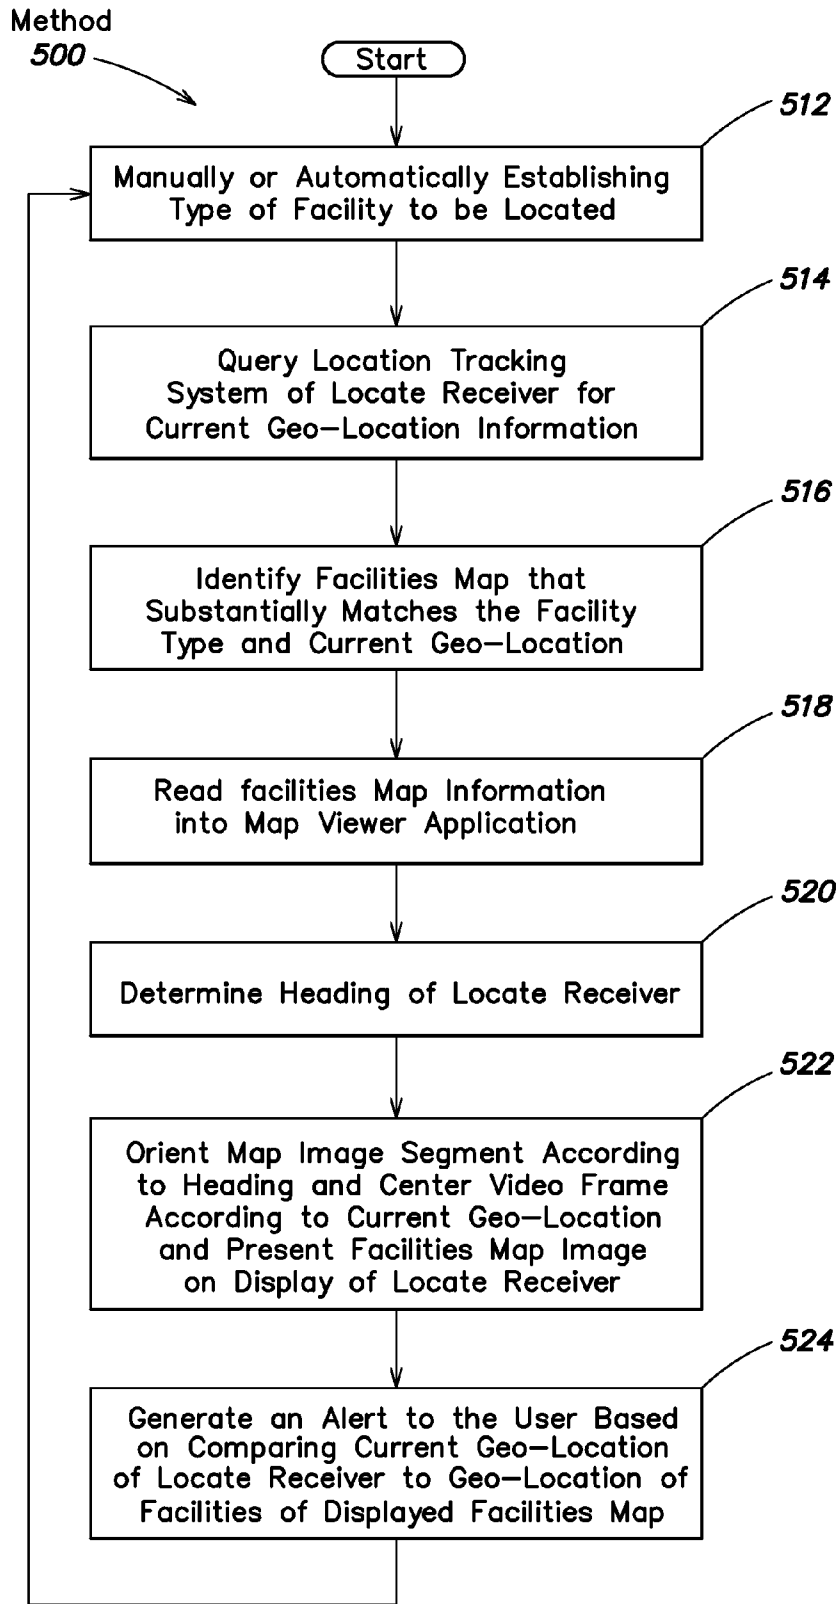 Method
500
Start
512
Manually or Automatically Establishing
Type of Facility to be Located
514
Query Location Tracking
System of Locate Receiver for
Current Geo–Location Information
516
Identify Facilities Map that
Substantially Matches the Facility
Type and Current Geo–Location
518
Read facilities Map Information
into Map Viewer Application
520
Determine Heading of Locate Receiver
522
Orient Map Image Segment According
to Heading and Center Video Frame
According to Current Geo–Location
and Present Facilities Map Image
on Display of Locate Receiver
524
Generate an Alert to the User Based
on Comparing Current Geo–Location
of Locate Receiver to Geo–Location of
Facilities of Displayed Facilities Map